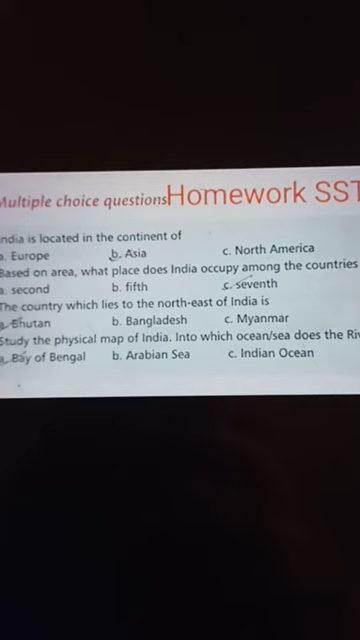 Multiple choice questions Homework SST
India is located in the continent of
a. Europe b. Asia c. North America
Based on area, what place does India occupy among the countries
a. second b. fifth c. seventh
The country which lies to the north-east of India is
a. Bhutan b. Bangladesh c. Myanmar
Study the physical map of India. Into which ocean/sea does the
a. Bay of Bengal b. Arabian Sea c. Indian Ocean